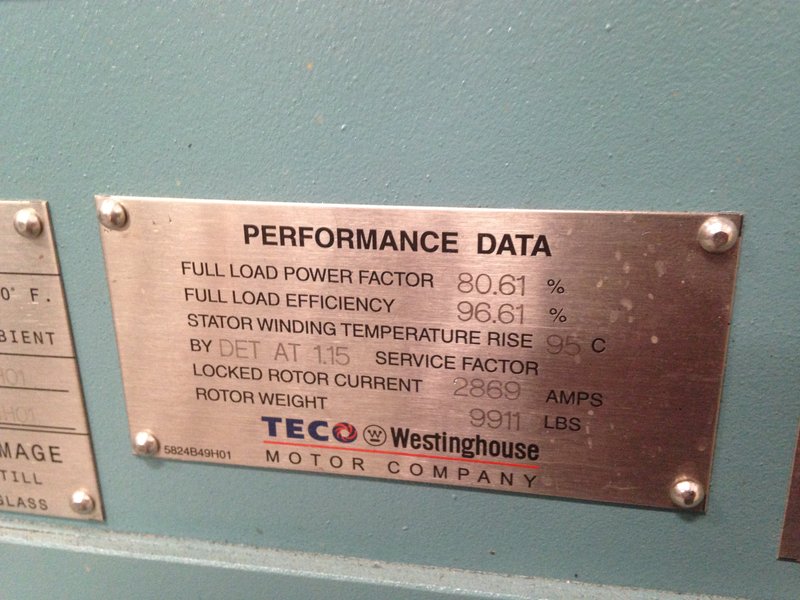 PERFORMANCE DATA
FULL LOAD POWER FACTOR 80.61 %
FULL LOAD EFFICIENCY 96.61 %
STATOR WINDING TEMPERATURE RISE 95 C
BY DET AT 1.15 SERVICE FACTOR
LOCKED ROTOR CURRENT 2869 AMPS
ROTOR WEIGHT 9911 LBS
TECO W Westinghouse
5824B49H01
MOTOR COMPANY
0° F.
BIENT
H01
H01
MAGE
TILL
GLASS